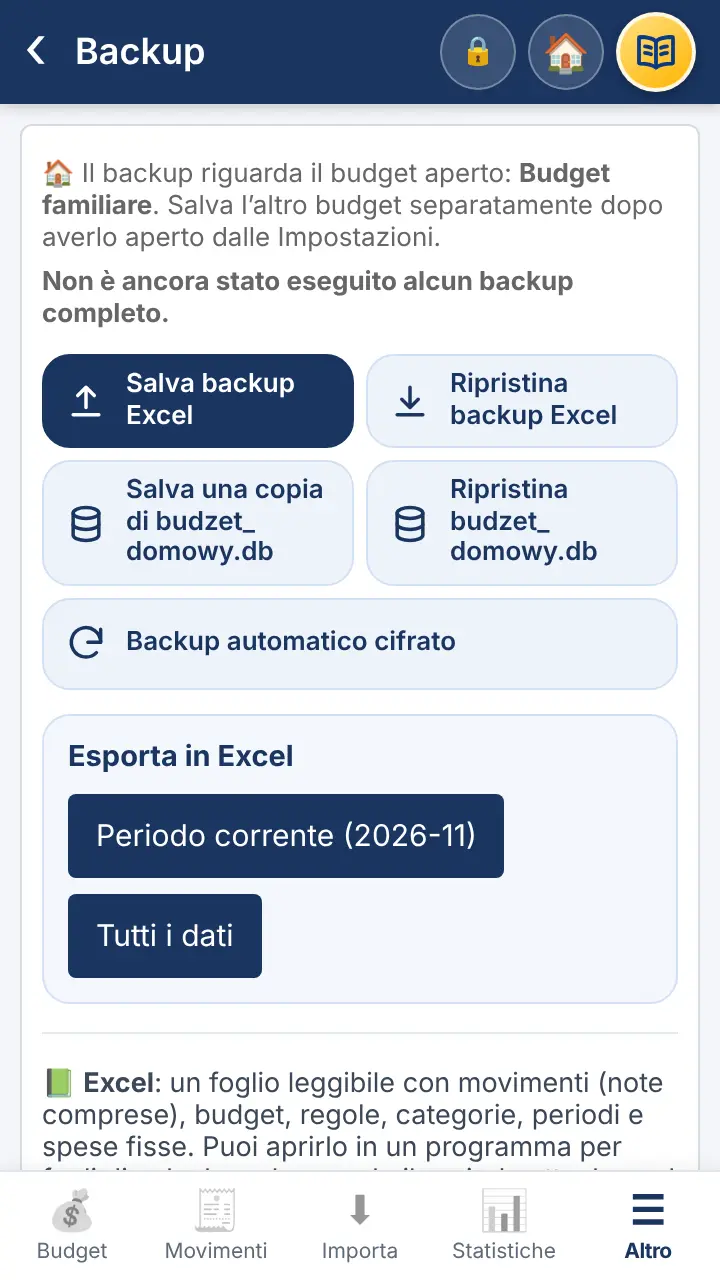 Backup
🏠 Il backup riguarda il budget aperto: Budget
familiare. Salva l’altro budget separatamente dopo
averlo aperto dalle Impostazioni.
Non è ancora stato eseguito alcun backup
completo.
Salva backup
Excel
Ripristina
backup Excel
Salva una copia
di budzet_
domowy.db
Ripristina
budzet_
domowy.db
Backup automatico cifrato
Esporta in Excel
Periodo corrente (2026-11)
Tutti i dati
📗 Excel: un foglio leggibile con movimenti (note
comprese), budget, regole, categorie, periodi e
spese fisse. Puoi aprirlo in un programma per
Budget
Movimenti
Importa
Statistiche
Altro